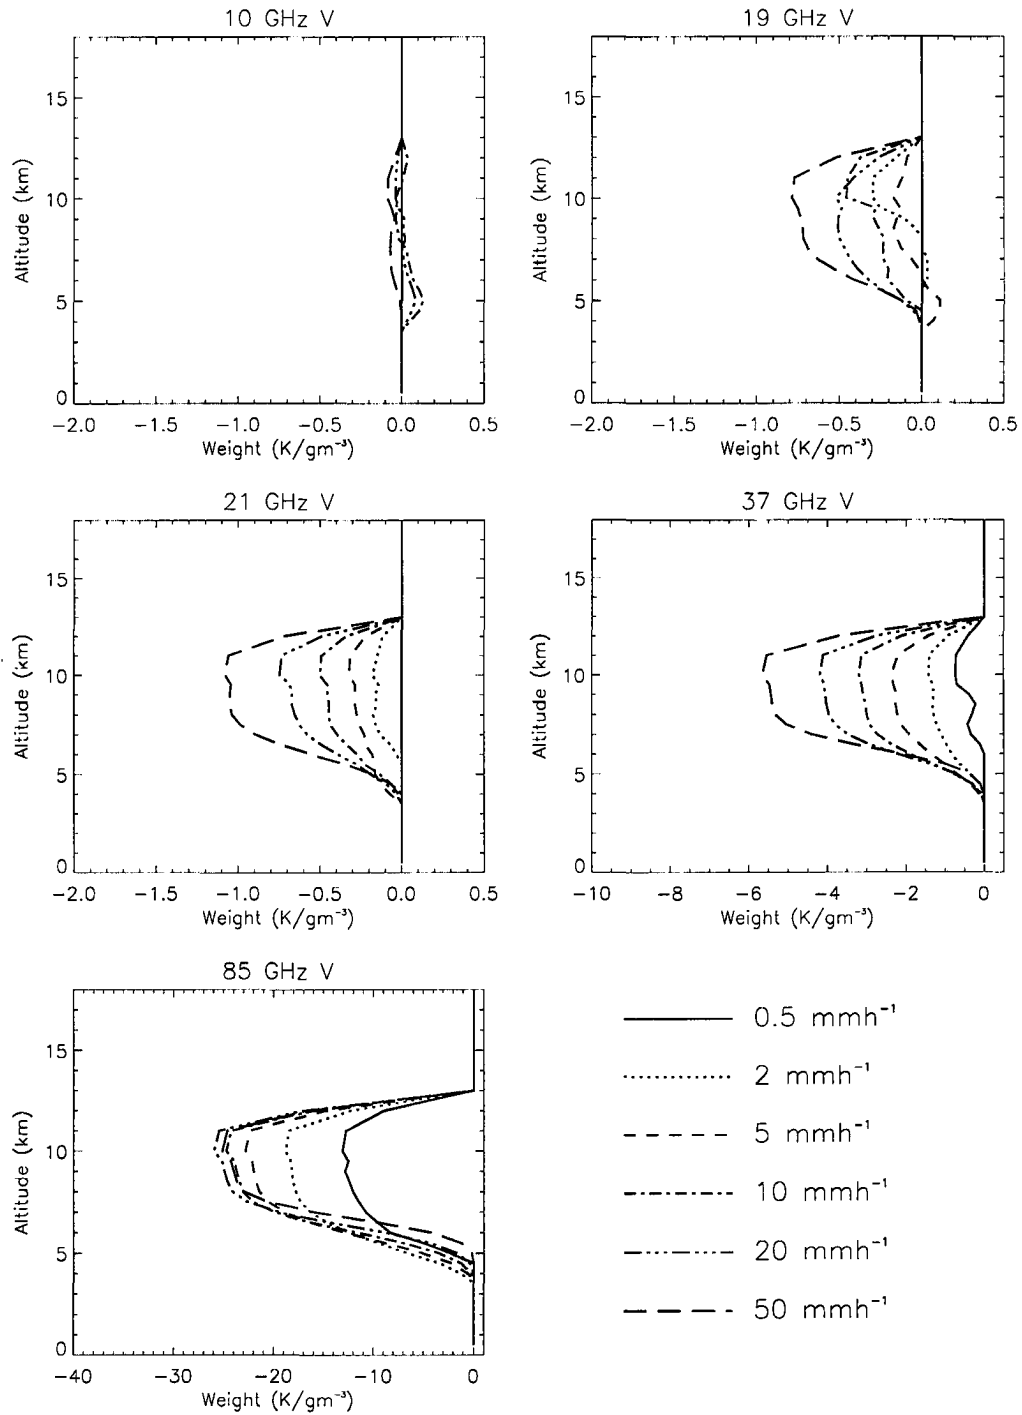 10 GHz V
19 GHz V
15
10
5
0
Altitude (km)
−2.0 −1.5 −1.0 −0.5 0.0 0.5
Weight (K/gm⁻³)
15
10
5
0
Altitude (km)
−2.0 −1.5 −1.0 −0.5 0.0 0.5
Weight (K/gm⁻³)
21 GHz V
37 GHz V
15
10
5
0
Altitude (km)
−2.0 −1.5 −1.0 −0.5 0.0 0.5
Weight (K/gm⁻³)
15
10
5
0
Altitude (km)
−10 −8 −6 −4 −2 0
Weight (K/gm⁻³)
85 GHz V
15
10
5
0
Altitude (km)
−40 −30 −20 −10 0
Weight (K/gm⁻³)
0.5 mmh⁻¹
2 mmh⁻¹
5 mmh⁻¹
10 mmh⁻¹
20 mmh⁻¹
50 mmh⁻¹